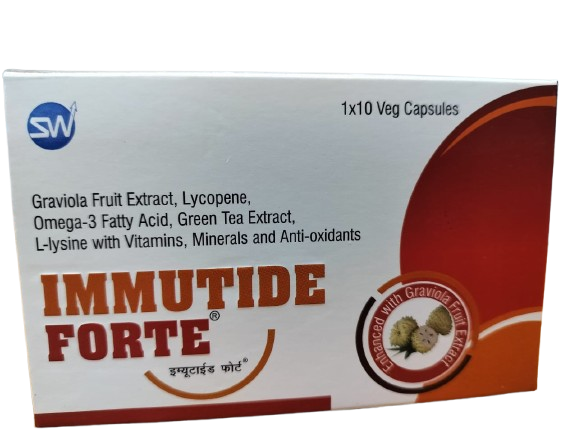 SW
1x10 Veg Capsules
Graviola Fruit Extract, Lycopene,
Omega-3 Fatty Acid, Green Tea Extract,
L-lysine with Vitamins, Minerals and Anti-oxidants
IMMUTIDE
FORTE®
इम्यूटाईड फोर्ट®
Enhanced with Graviola Fruit Extract